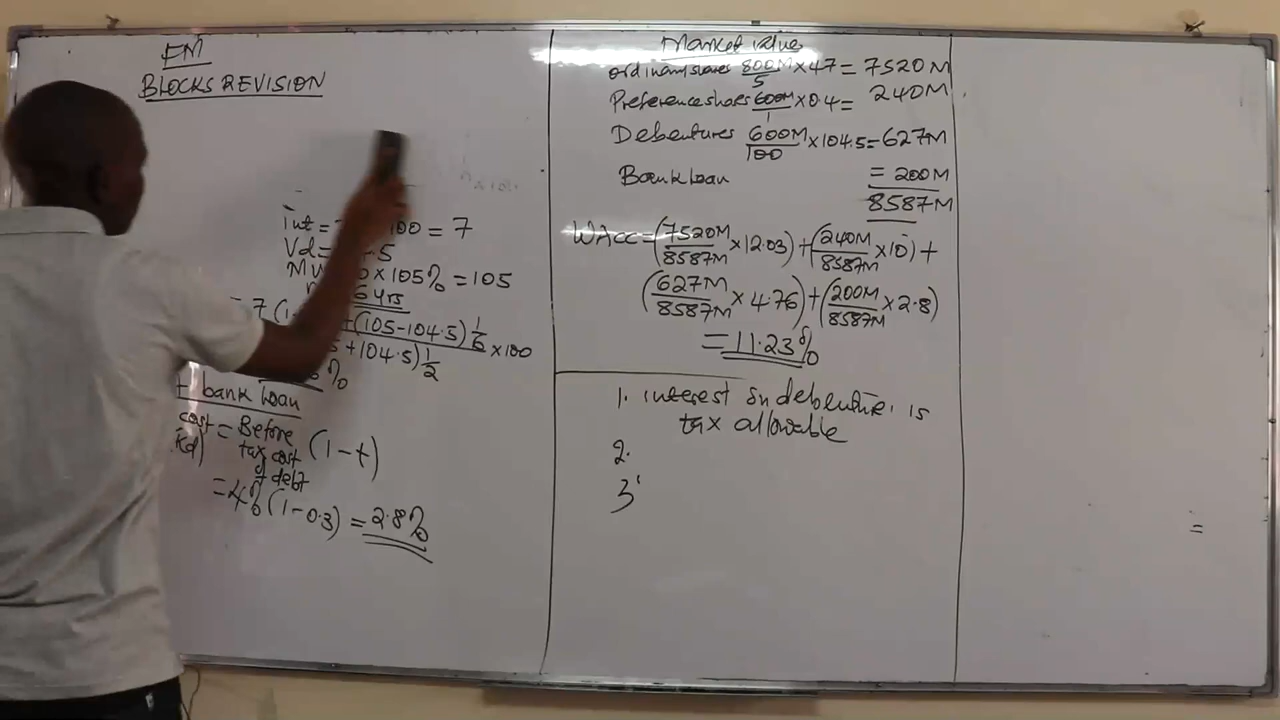 FM
BLOCKS REVISION
int = 100 = 7
Vd = 5
MV 0 x 105% = 105
6 yrs
= 7 (1 + (105 - 104.5) 1/6
+ 104.5) 1/2 x 100
%
bank loan
cost = Before (1 - t)
Kd) tax cost
of debt
= 4% (1 - 0.3) = 2.8%
Market value
ordinary shares 800M/5 x 47 = 7520M
Preference shares 600M/1 x 0.4 = 240M
Debentures 600M/100 x 104.5 = 627M
Bank loan = 200M
8587M
WACC = (7520M/8587M x 12.03) + (240M/8587M x 10) +
(627M/8587M x 4.76) + (200M/8587M x 2.8)
= 11.23%
1. interest on debenture is
tax allowable
2.
3.
=